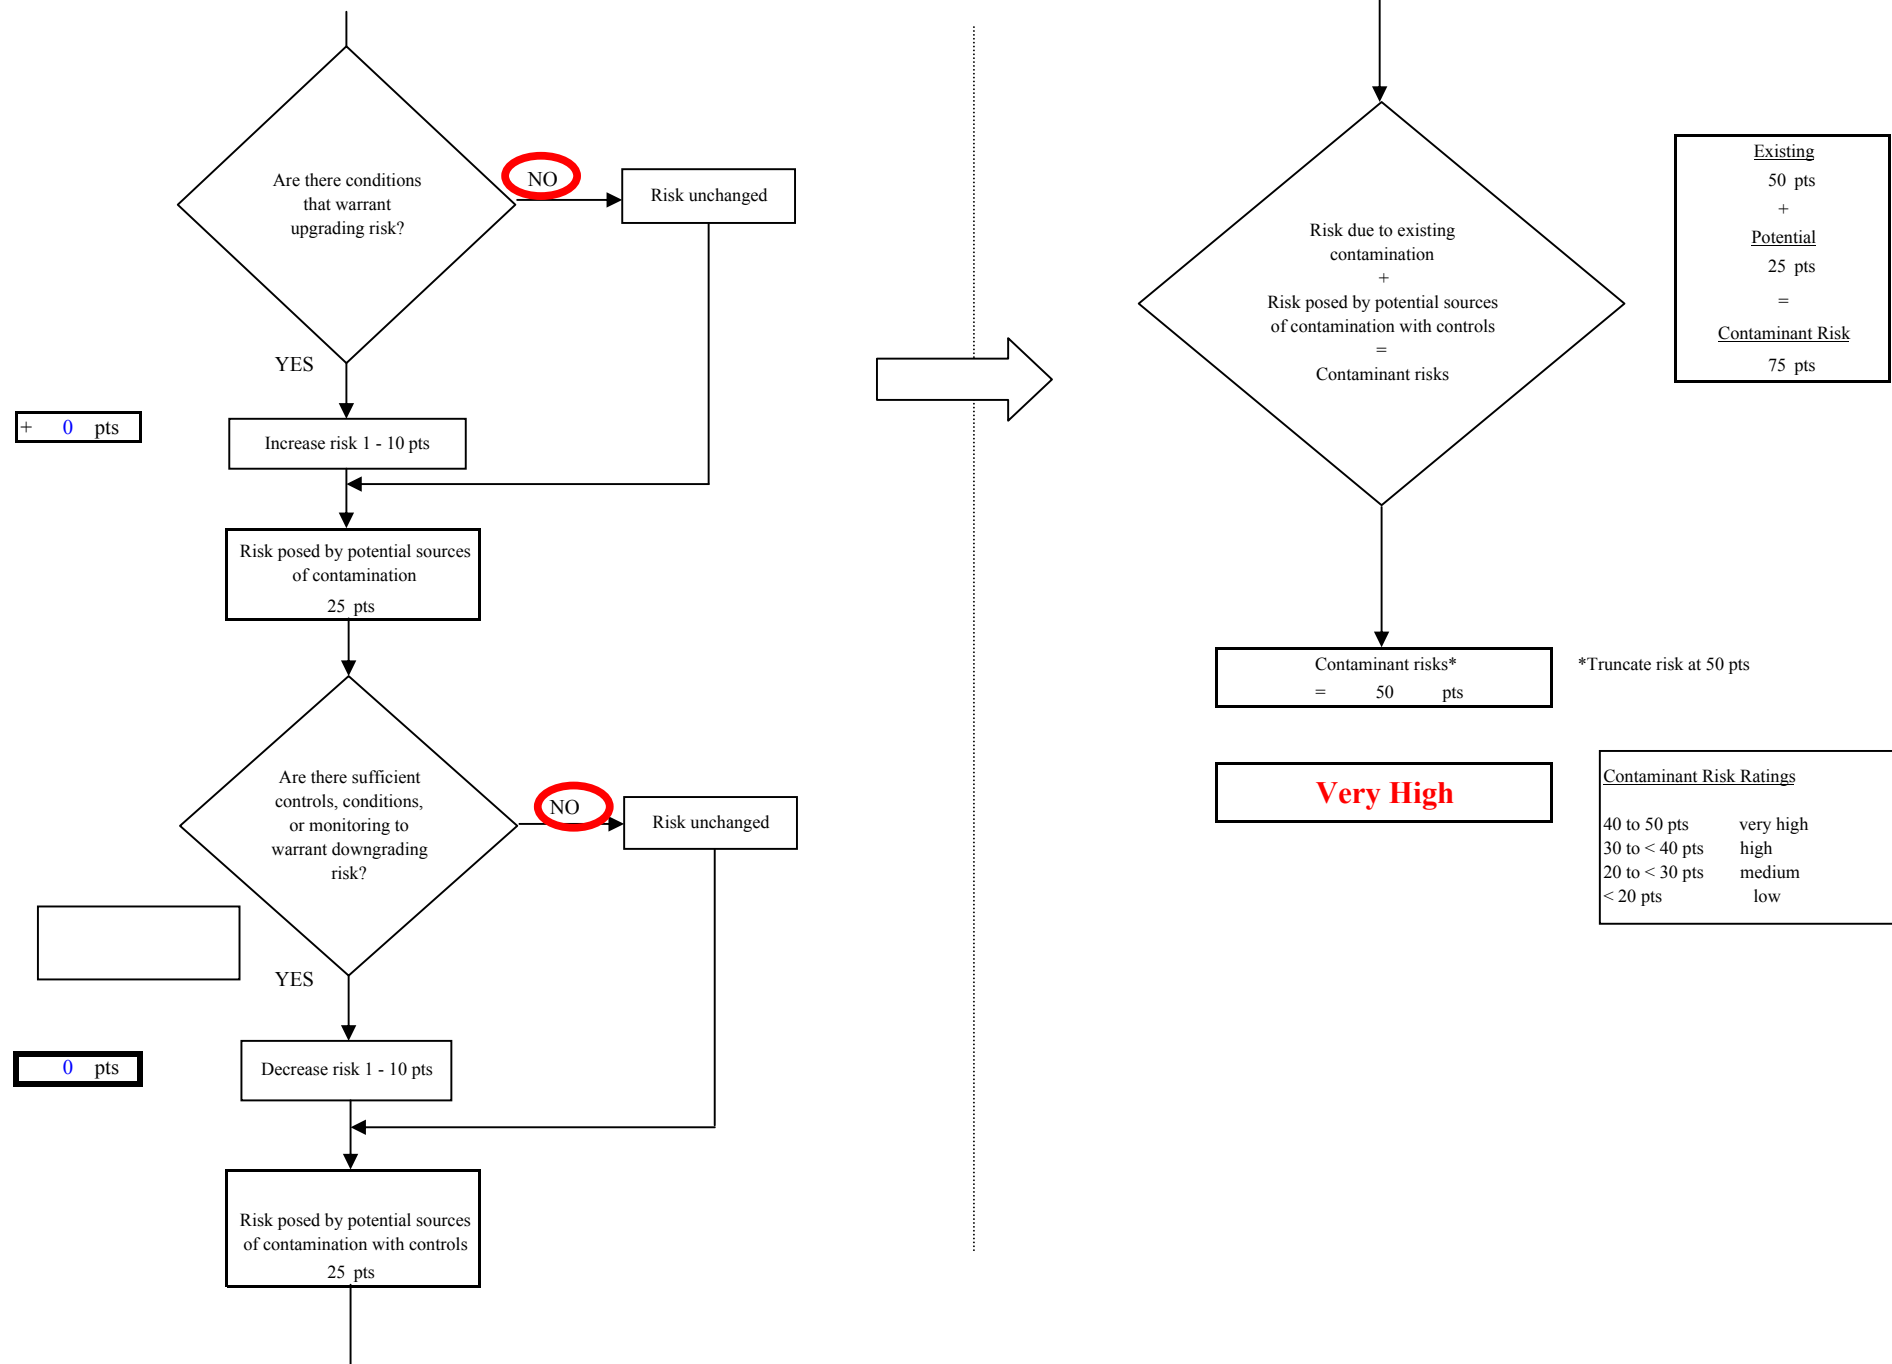 Are there conditions
that warrant
upgrading risk?
NO
Risk unchanged
YES
+ 0 pts
Increase risk 1 - 10 pts
Risk posed by potential sources
of contamination
25 pts
Are there sufficient
controls, conditions,
or monitoring to
warrant downgrading
risk?
NO
Risk unchanged
YES
0 pts
Decrease risk 1 - 10 pts
Risk posed by potential sources
of contamination with controls
25 pts
Risk due to existing
contamination
+
Risk posed by potential sources
of contamination with controls
=
Contaminant risks
Existing
50 pts
+
Potential
25 pts
=
Contaminant Risk
75 pts
Contaminant risks*
= 50 pts
*Truncate risk at 50 pts
Very High
Contaminant Risk Ratings
40 to 50 pts very high
30 to < 40 pts high
20 to < 30 pts medium
< 20 pts low